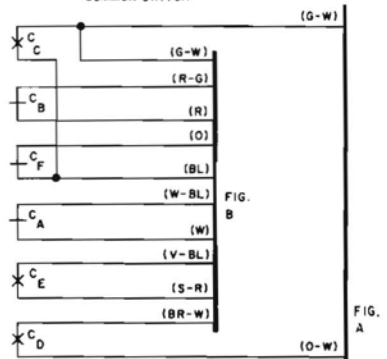 (G-W)
C C
(G-W)
(R-G)
C B
(R)
(O)
C F
(BL)
(W-BL)
FIG. B
C A
(W)
(V-BL)
C E
(S-R)
(BR-W)
FIG. A
C D
(O-W)